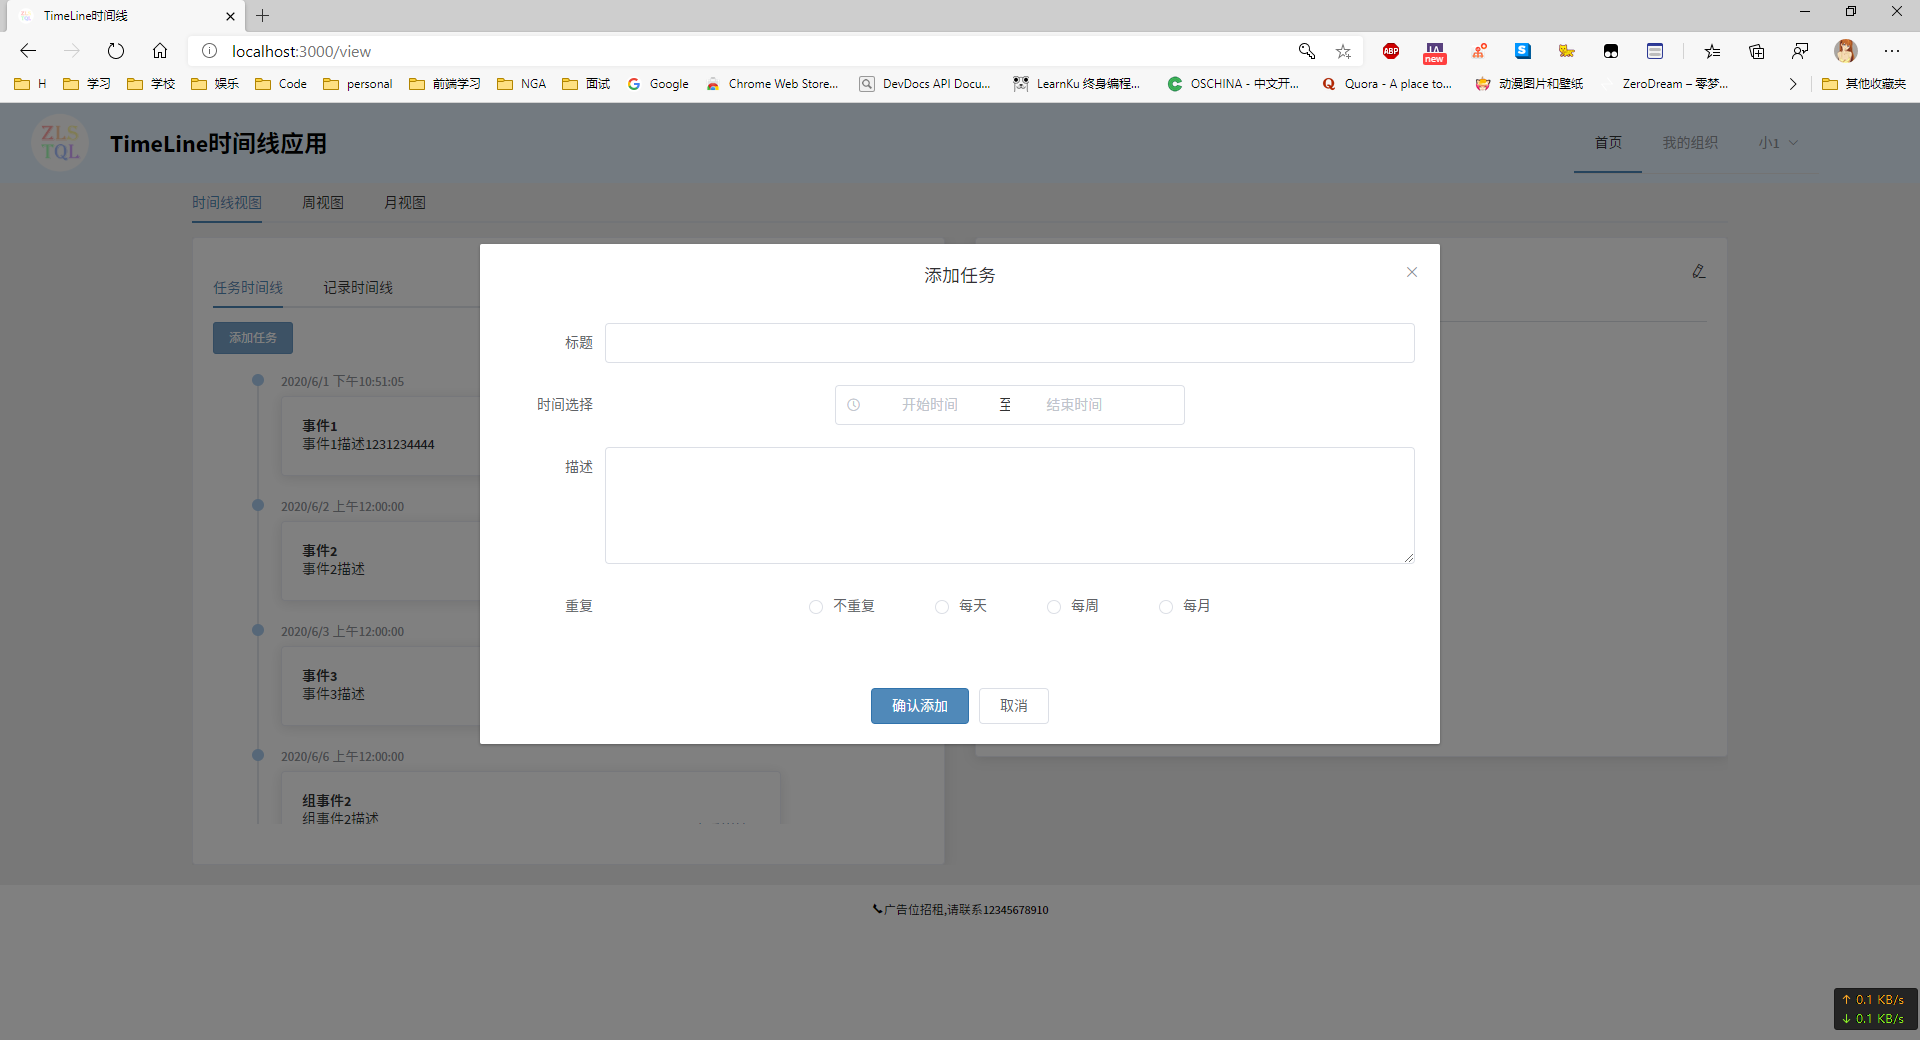 TimeLine时间线
localhost:3000/view
ABP
new
H 学习 学校 娱乐 Code personal 前端学习 NGA 面试 Google Chrome Web Store... DevDocs API Docu... LearnKu 终身编程... OSCHINA - 中文开... Quora - A place to... 动漫图片和壁纸 ZeroDream – 零梦... 其他收藏夹
ZLS
TQL
TimeLine时间线应用
首页 我的组织 小1
时间线视图 周视图 月视图
任务时间线 记录时间线
添加任务
2020/6/1 下午10:51:05
事件1
事件1描述1231234444
2020/6/2 上午12:00:00
事件2
事件2描述
2020/6/3 上午12:00:00
事件3
事件3描述
2020/6/6 上午12:00:00
组事件2
组事件2描述
添加任务
标题
时间选择 开始时间 至 结束时间
描述
重复 不重复 每天 每周 每月
确认添加 取消
广告位招租,请联系12345678910
↑ 0.1 KB/s
↓ 0.1 KB/s